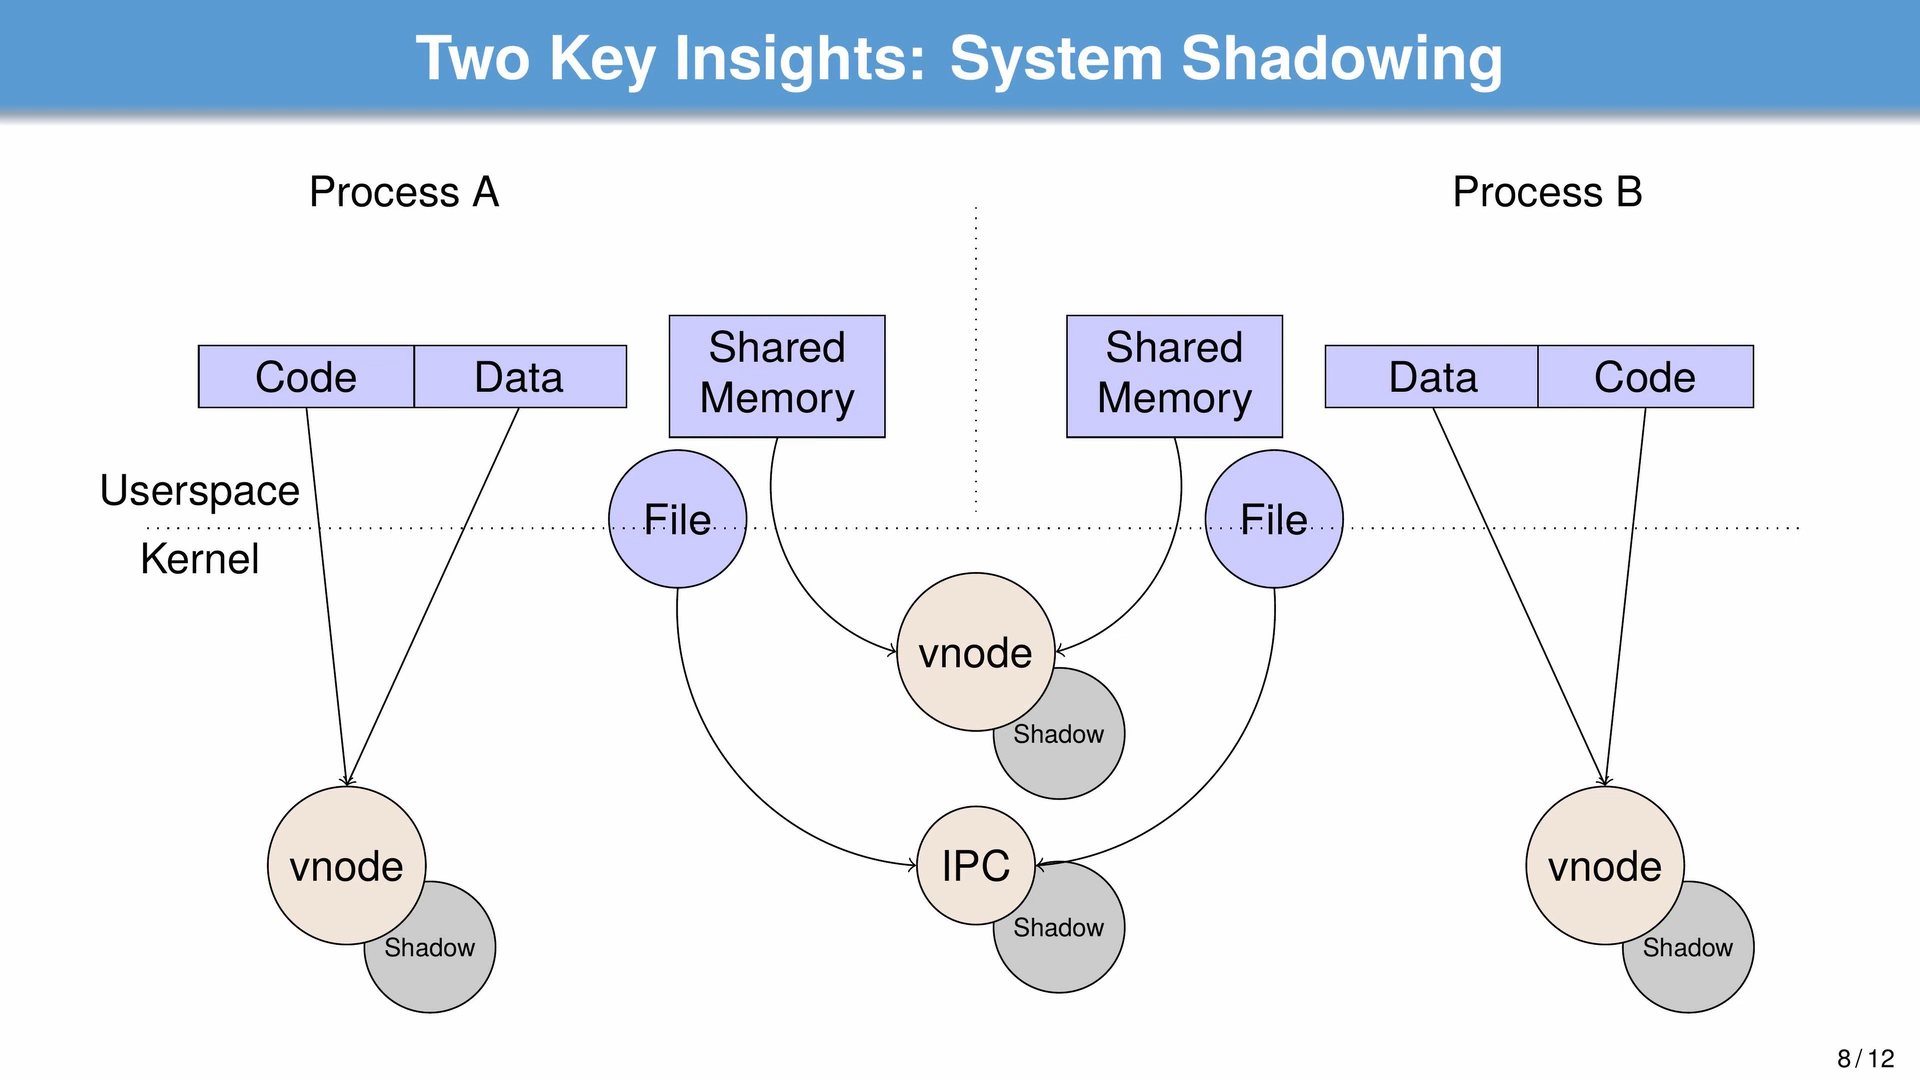 Two Key Insights: System Shadowing
Process A
Process B
Code
Data
Shared
Memory
Shared
Memory
Data
Code
Userspace
File
File
Kernel
vnode
Shadow
vnode
Shadow
IPC
Shadow
vnode
Shadow
8 / 12